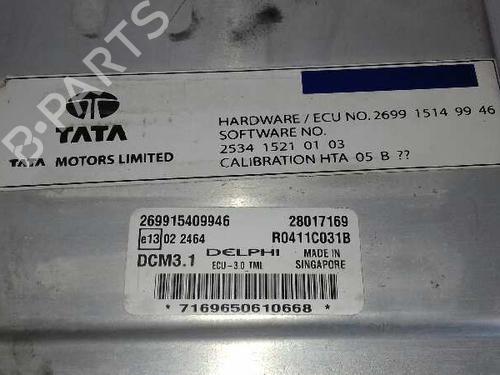 B-PARTS
TATA
TATA MOTORS LIMITED
HARDWARE / ECU NO. 2699 1514 99 46
SOFTWARE NO.
2534 1521 01 03
CALIBRATION HTA 05 B ??
269915409946 28017169
e13 02 2464 R0411C031B
DCM3.1 DELPHI MADE IN
ECU-3.0 TML SINGAPORE
* 7169650610668 *